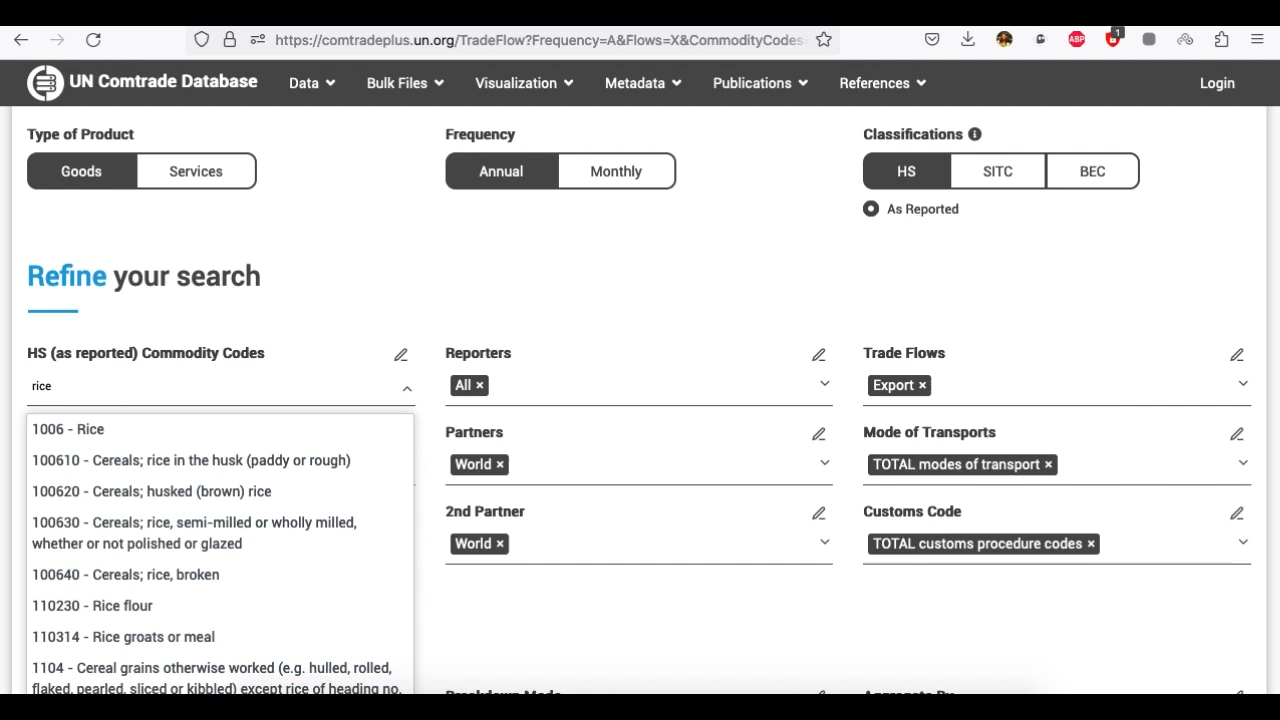 https://comtradeplus.un.org/TradeFlow?Frequency=A&Flows=X&CommodityCodes=
ABP
1
UN Comtrade Database
Data
Bulk Files
Visualization
Metadata
Publications
References
Login
Type of Product
Frequency
Classifications
Goods
Services
Annual
Monthly
HS
SITC
BEC
As Reported
Refine your search
HS (as reported) Commodity Codes
Reporters
Trade Flows
rice
All ×
Export ×
1006 - Rice
100610 - Cereals; rice in the husk (paddy or rough)
100620 - Cereals; husked (brown) rice
100630 - Cereals; rice, semi-milled or wholly milled,
whether or not polished or glazed
100640 - Cereals; rice, broken
110230 - Rice flour
110314 - Rice groats or meal
1104 - Cereal grains otherwise worked (e.g. hulled, rolled,
flaked, pearled, sliced or kibbled) except rice of heading no.
Partners
Mode of Transports
World ×
TOTAL modes of transport ×
2nd Partner
Customs Code
World ×
TOTAL customs procedure codes ×
Breakdown Mode
Aggregate By